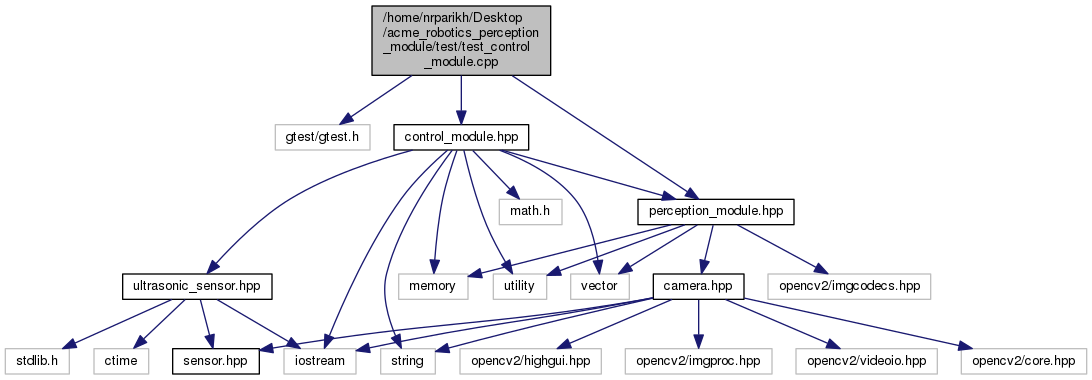 /home/nrparikh/Desktop
/acme_robotics_perception
_module/test/test_control
_module.cpp
gtest/gtest.h
control_module.hpp
math.h
perception_module.hpp
ultrasonic_sensor.hpp
memory
utility
vector
camera.hpp
opencv2/imgcodecs.hpp
stdlib.h
ctime
sensor.hpp
iostream
string
opencv2/highgui.hpp
opencv2/imgproc.hpp
opencv2/videoio.hpp
opencv2/core.hpp